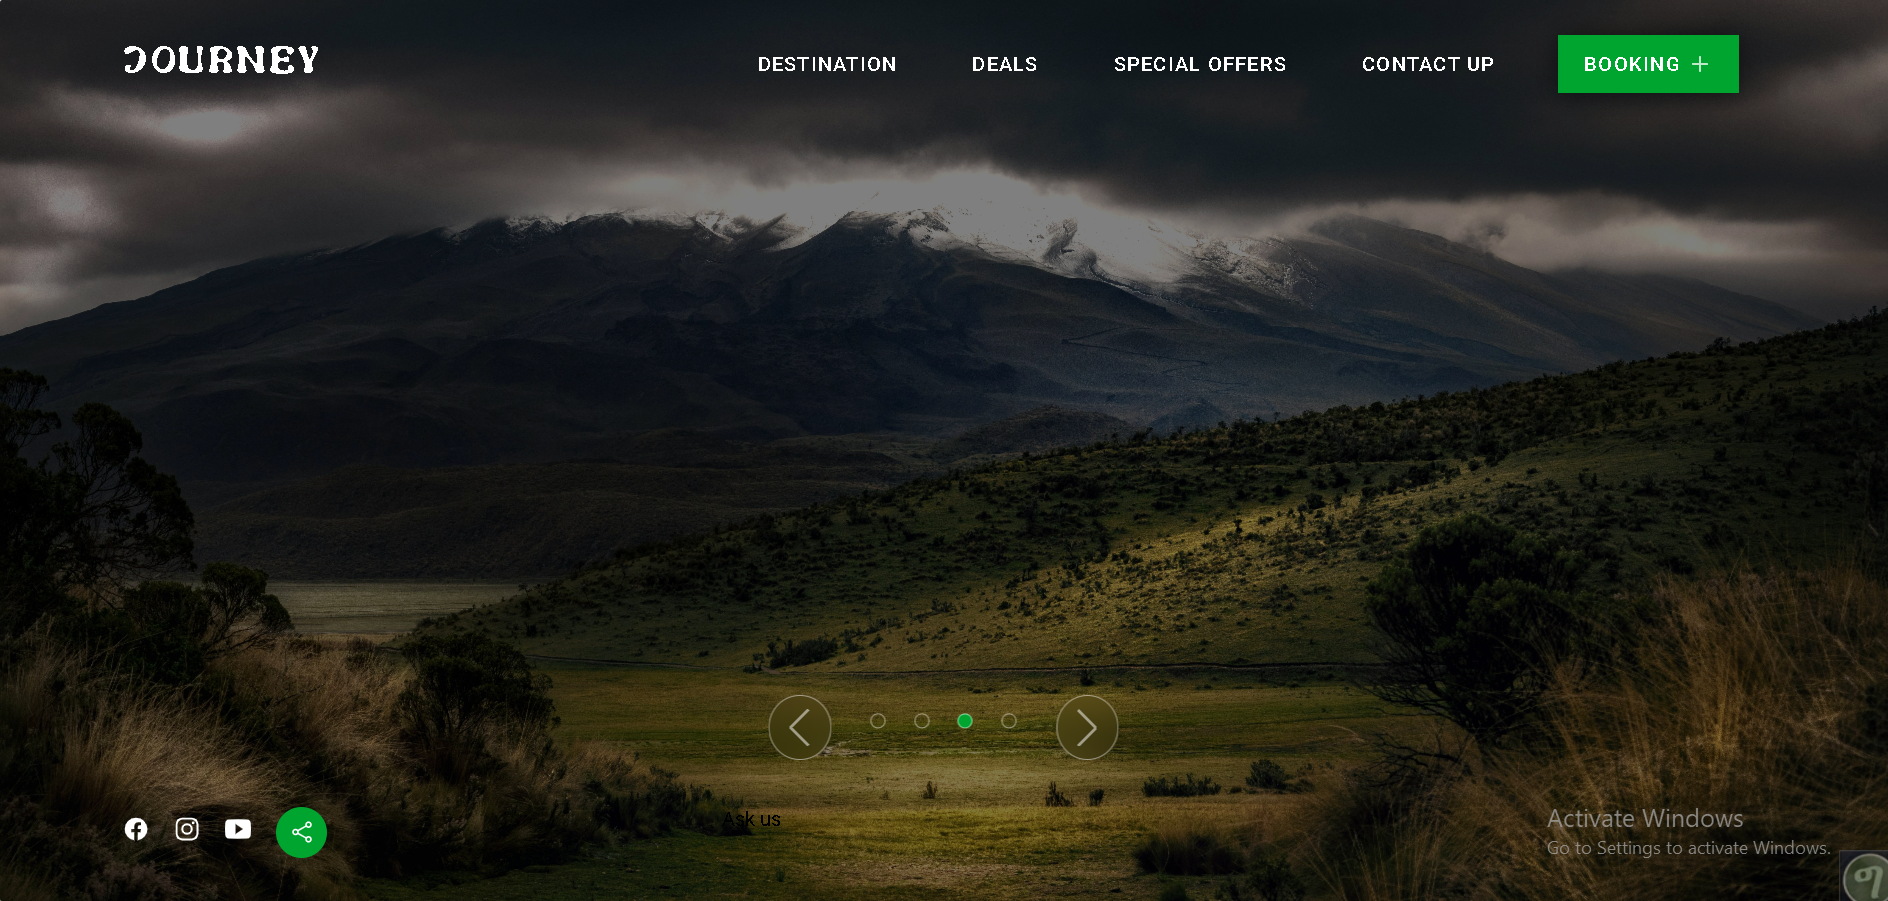 JOURNEY
DESTINATION
DEALS
SPECIAL OFFERS
CONTACT UP
BOOKING +
Ask us
Activate Windows
Go to Settings to activate Windows.